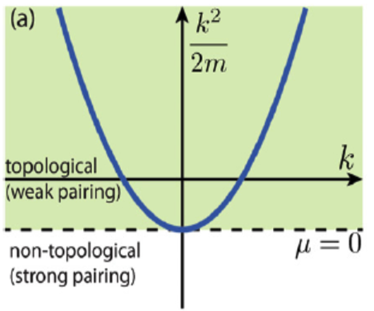 (a)
k²
2m
topological
(weak pairing)
k
non-topological
(strong pairing)
μ = 0